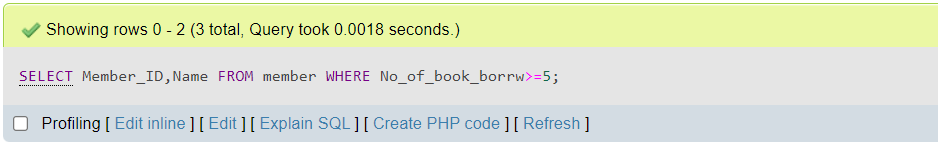 Showing rows 0 - 2 (3 total, Query took 0.0018 seconds.)
SELECT Member_ID,Name FROM member WHERE No_of_book_borrw>=5;
Profiling [ Edit inline ] [ Edit ] [ Explain SQL ] [ Create PHP code ] [ Refresh ]